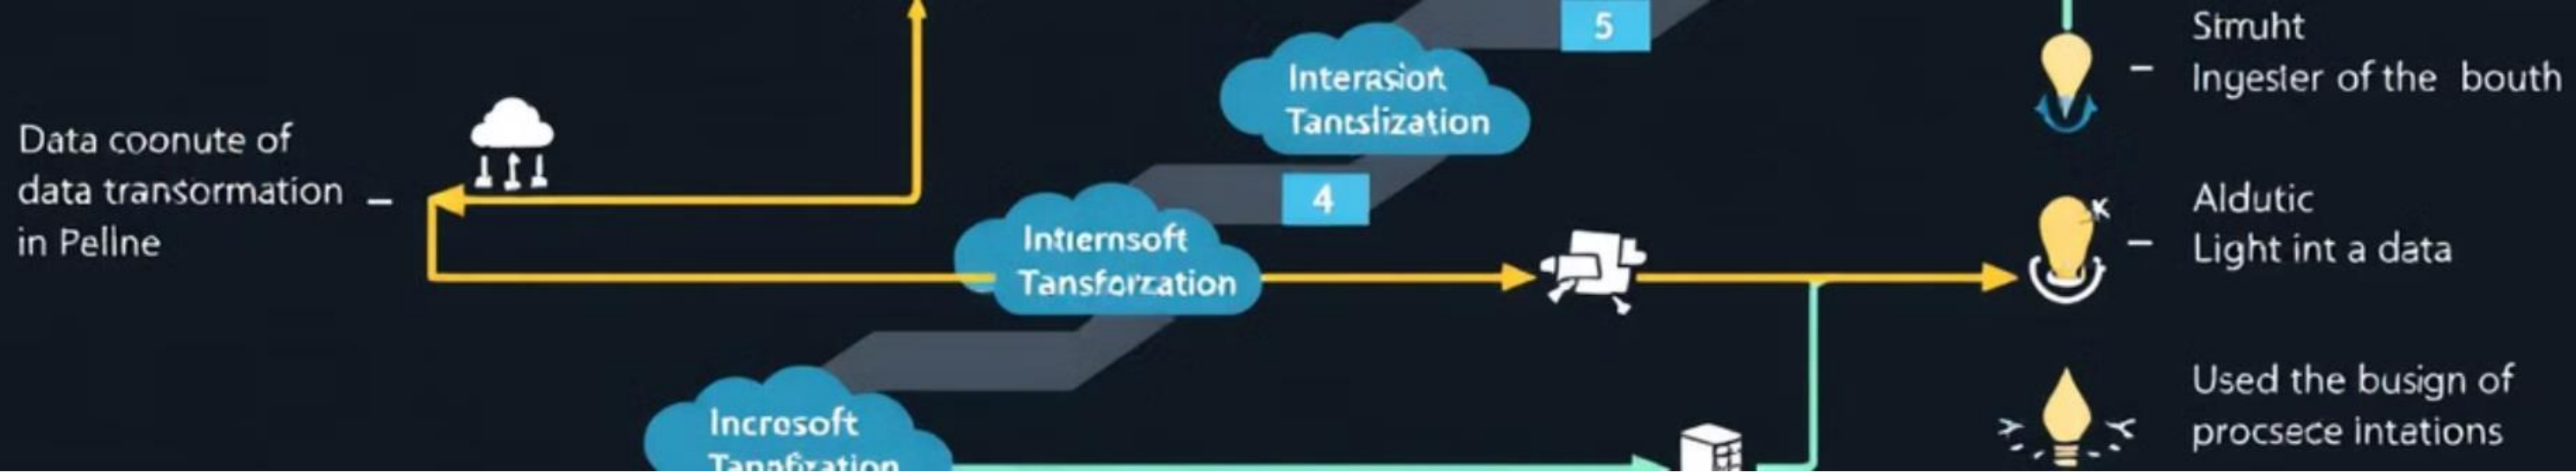 Data coonute of
data transormation
in Pellne
5
Interasiort
Tantslization
4
Intiernsoft
Tansforzation
Incrosoft
Stmuht
Ingester of the bouth
Aldutic
Light int a data
Used the busign of
procsece intations